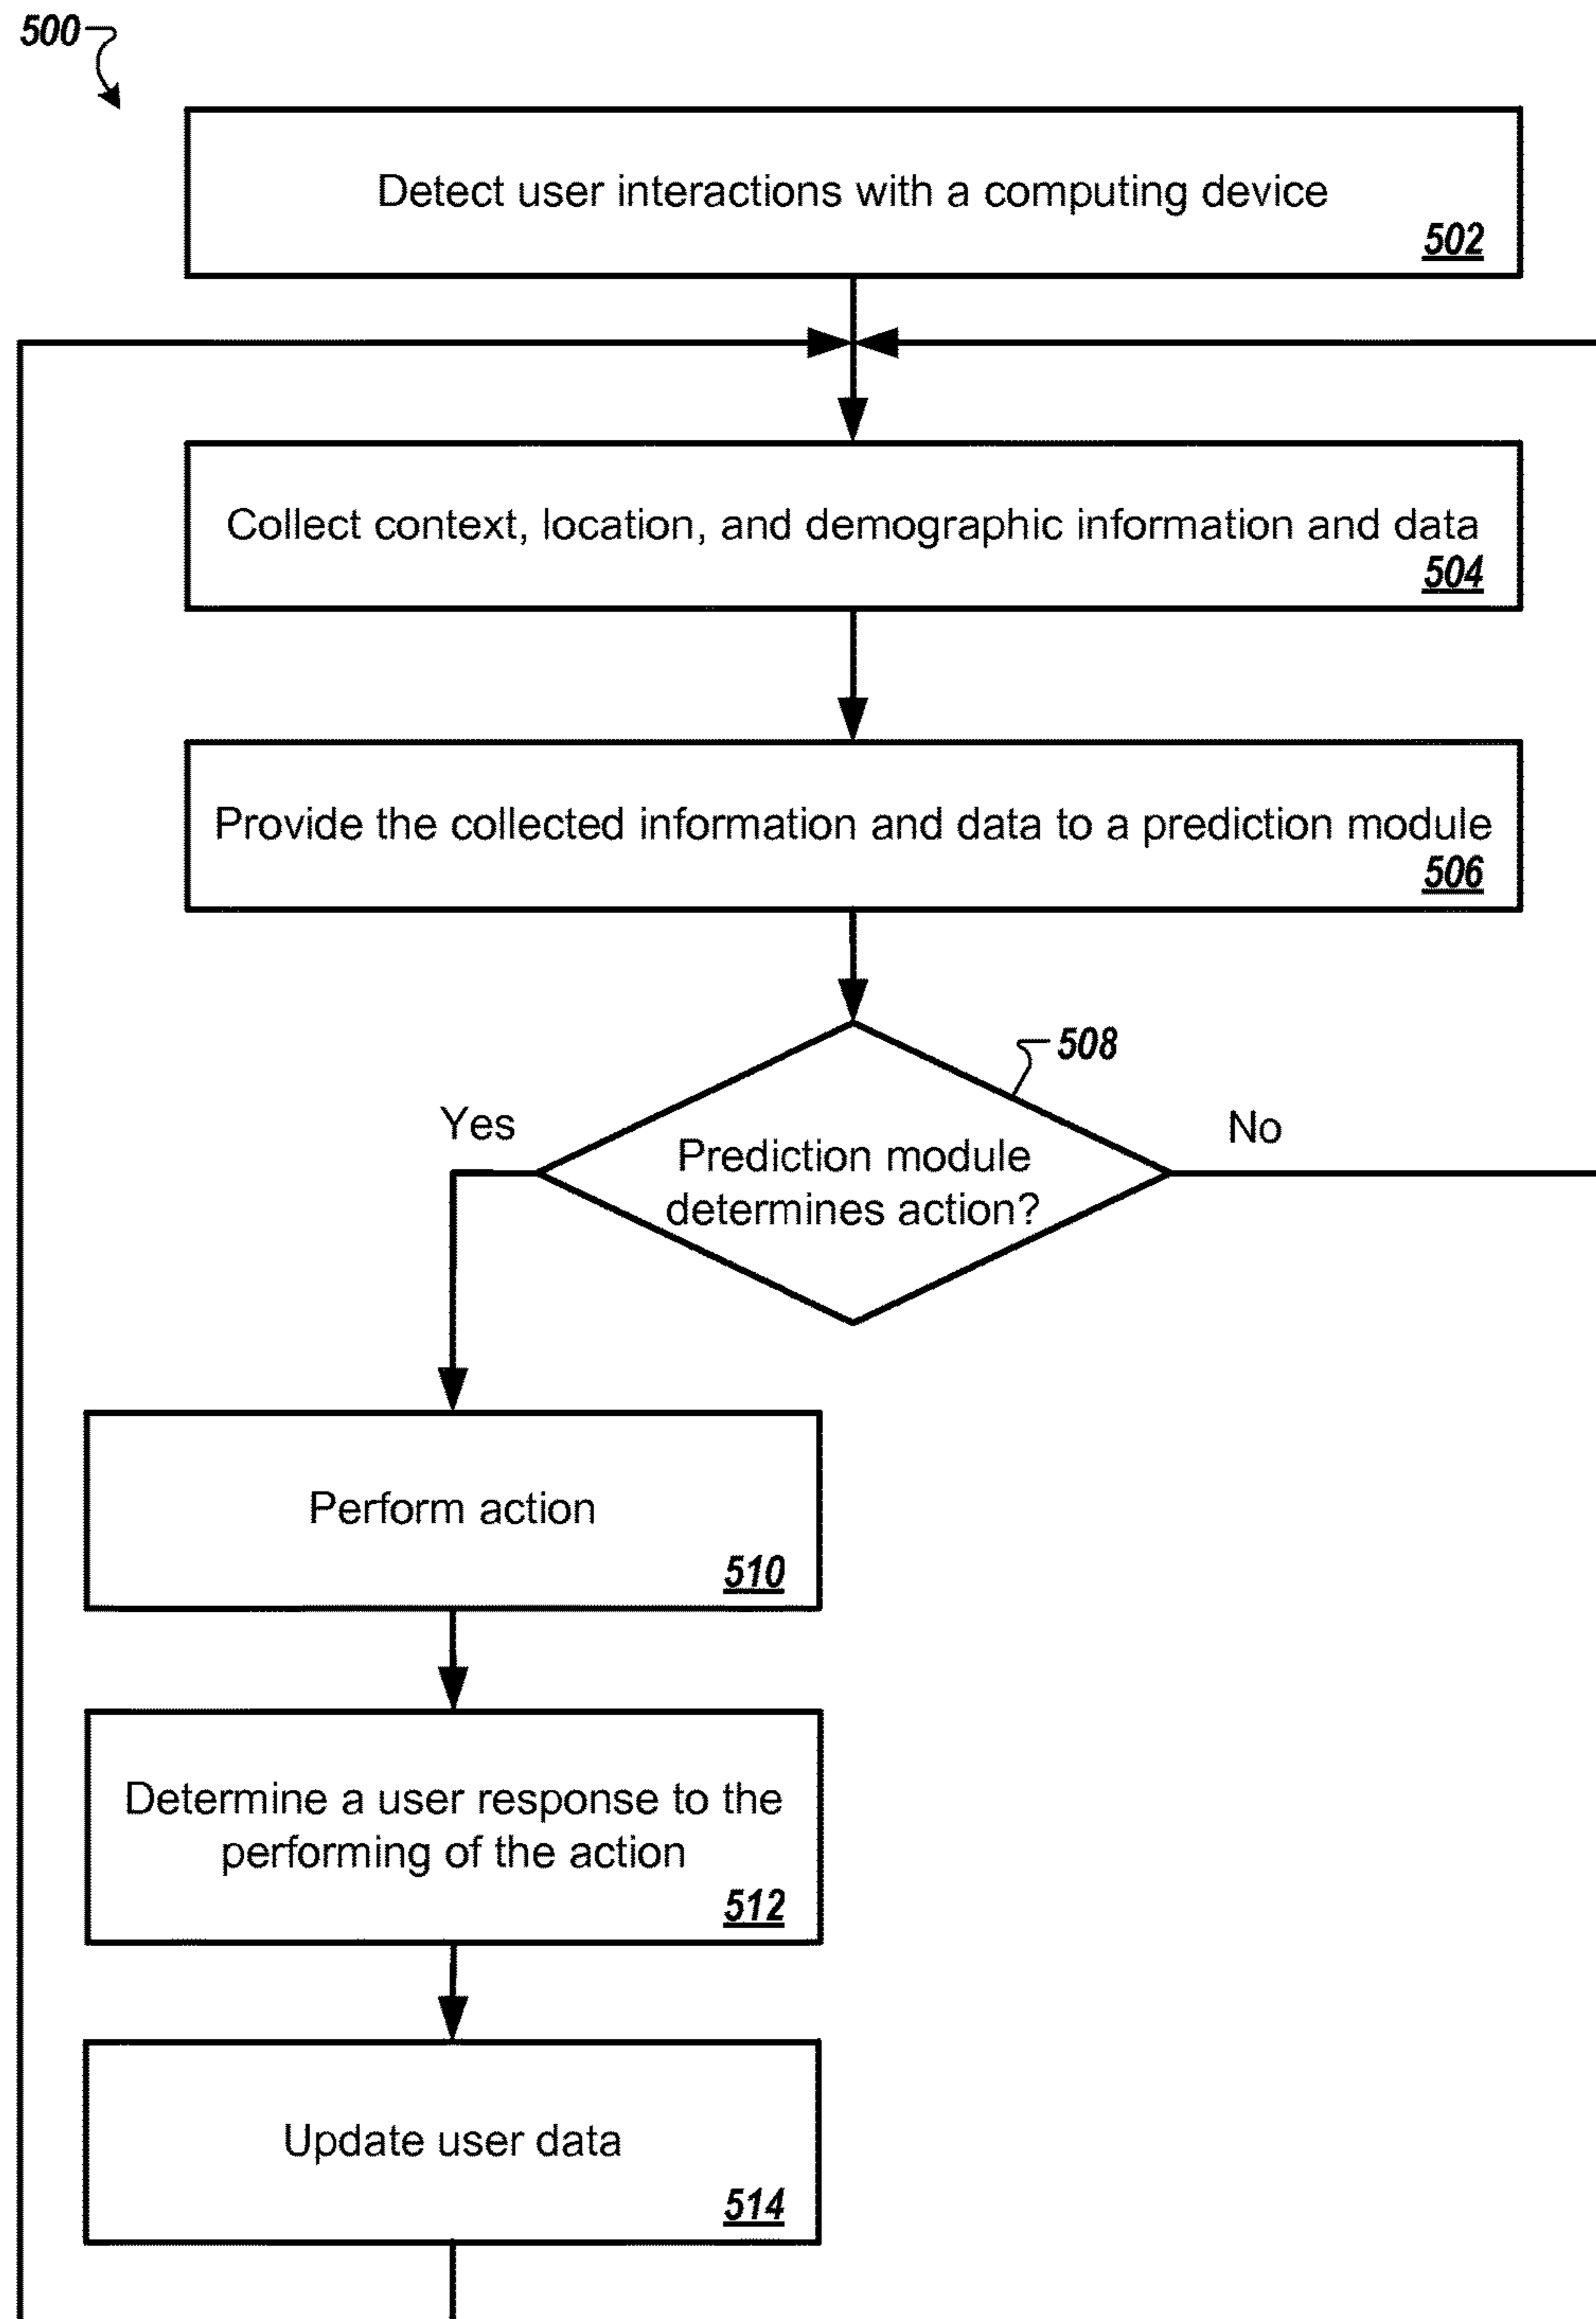 500
Detect user interactions with a computing device
502
Collect context, location, and demographic information and data
504
Provide the collected information and data to a prediction module
506
508
Yes
No
Prediction module
determines action?
Perform action
510
Determine a user response to the
performing of the action
512
Update user data
514